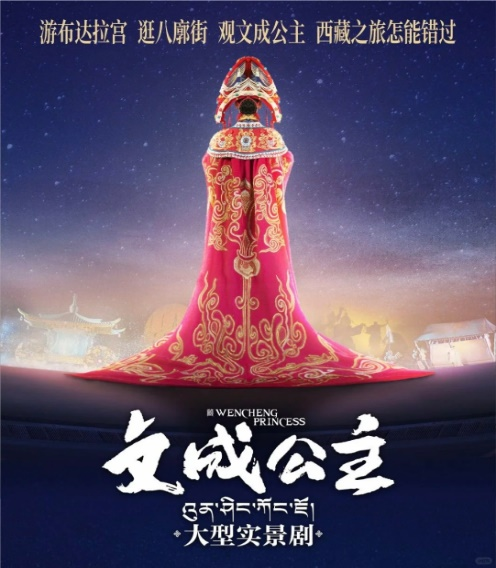 游布达拉宫 逛八廓街 观文成公主 西藏之旅怎能错过
WENCHENG
PRINCESS
文成公主
ཨུན་ཤིང་ཀོང་ཇོ།
大型实景剧